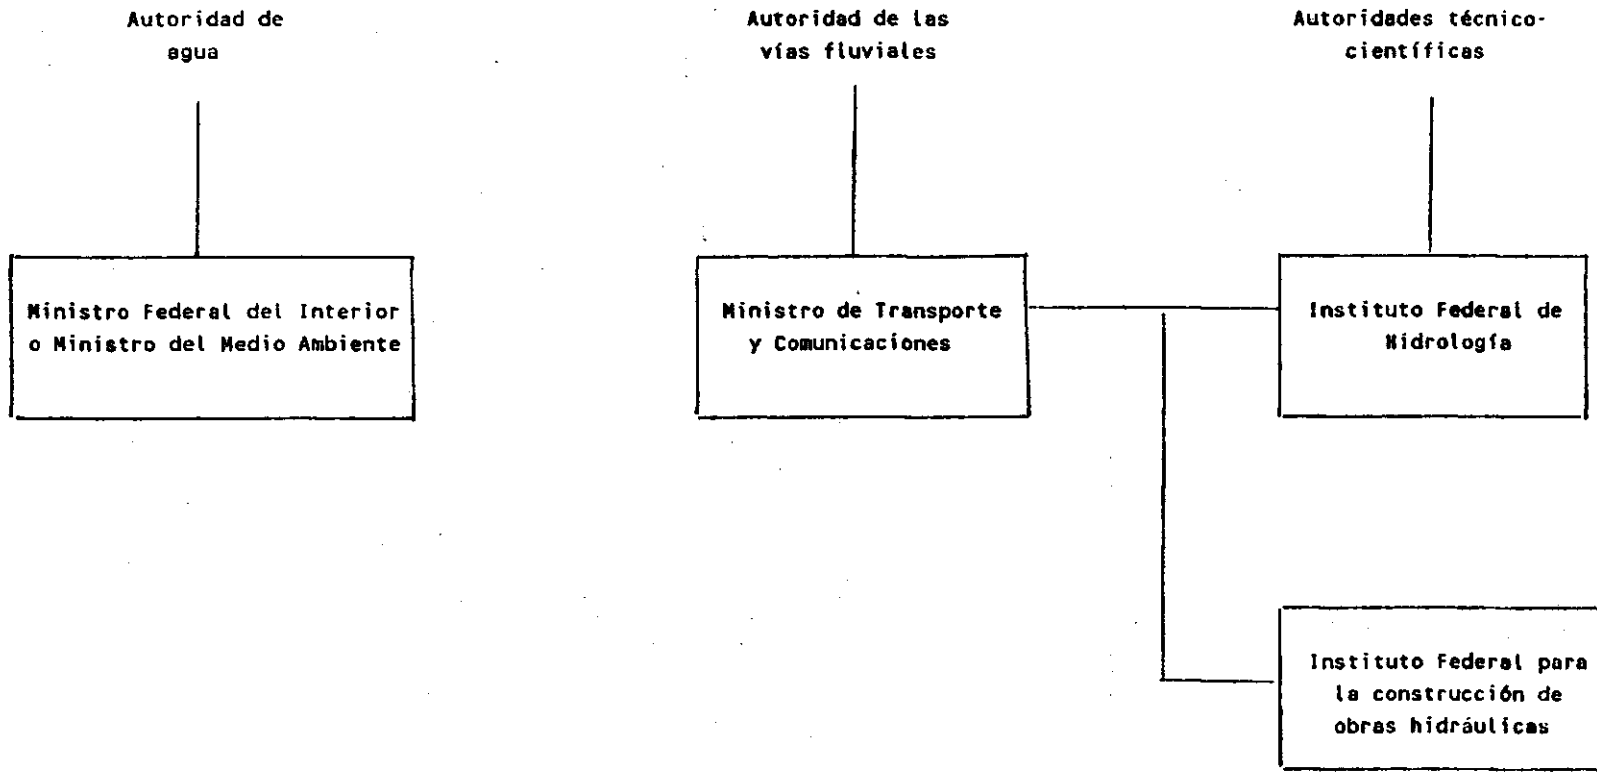 Autoridad de
agua
Autoridad de las
vías fluviales
Autoridades técnico-
científicas
Ministro Federal del Interior
o Ministro del Medio Ambiente
Ministro de Transporte
y Comunicaciones
Instituto Federal de
Hidrología
Instituto Federal para
la construcción de
obras hidráulicas